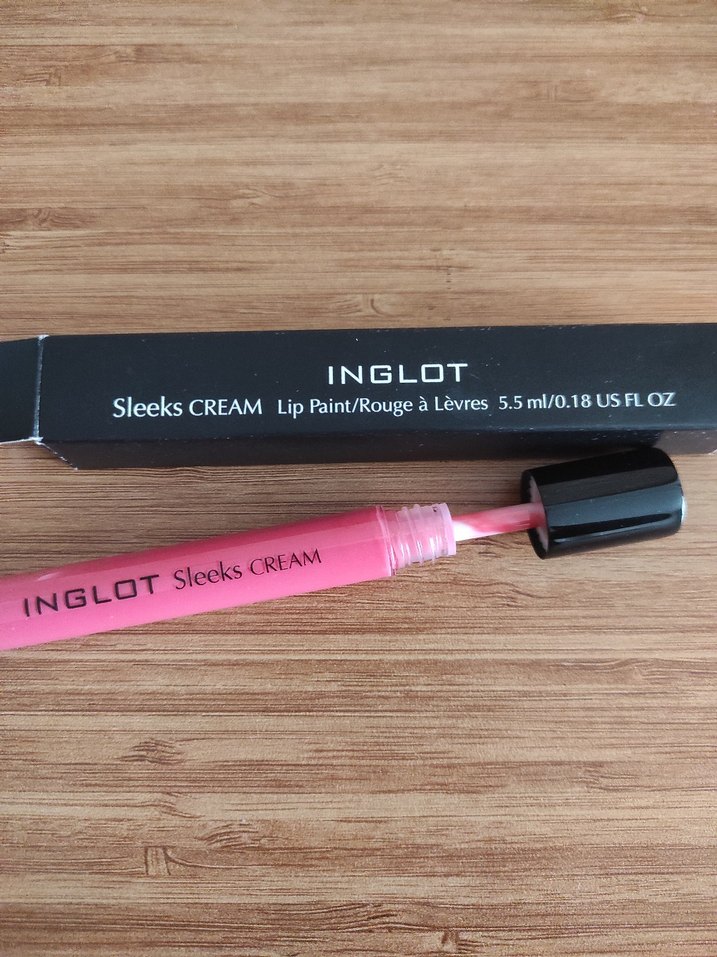 INGLOT
Sleeks CREAM Lip Paint/Rouge à Lèvres 5.5 ml/0.18 US FL OZ
INGLOT Sleeks CREAM